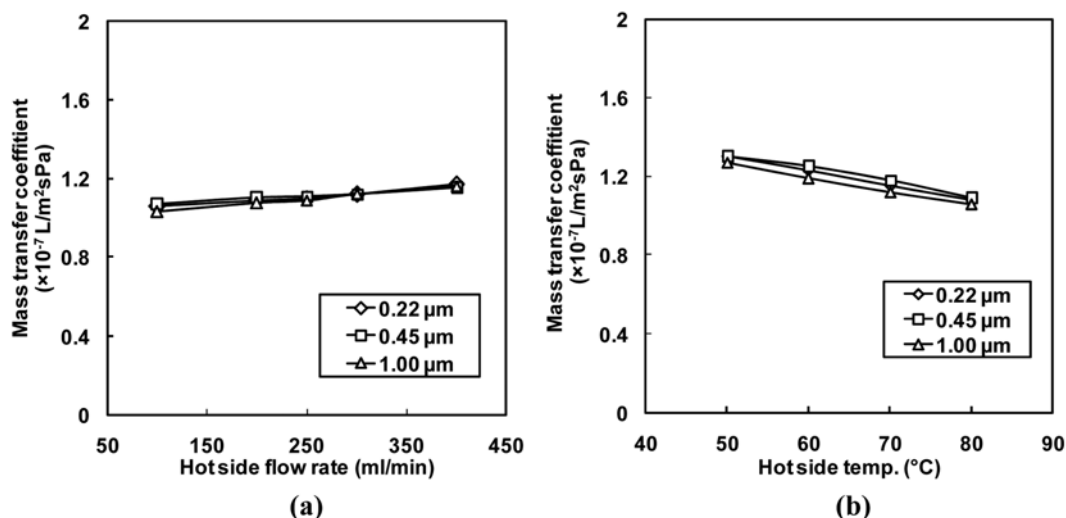 2
1.6
1.2
0.8
0.4
0
Mass transfer coeffitient
(×10⁻⁷ L/m²sPa)
0.22 μm
0.45 μm
1.00 μm
50 150 250 350 450
Hot side flow rate (ml/min)
(a)
2
1.6
1.2
0.8
0.4
0
Mass transfer coeffitient
(×10⁻⁷ L/m²sPa)
0.22 μm
0.45 μm
1.00 μm
40 50 60 70 80 90
Hot side temp. (°C)
(b)